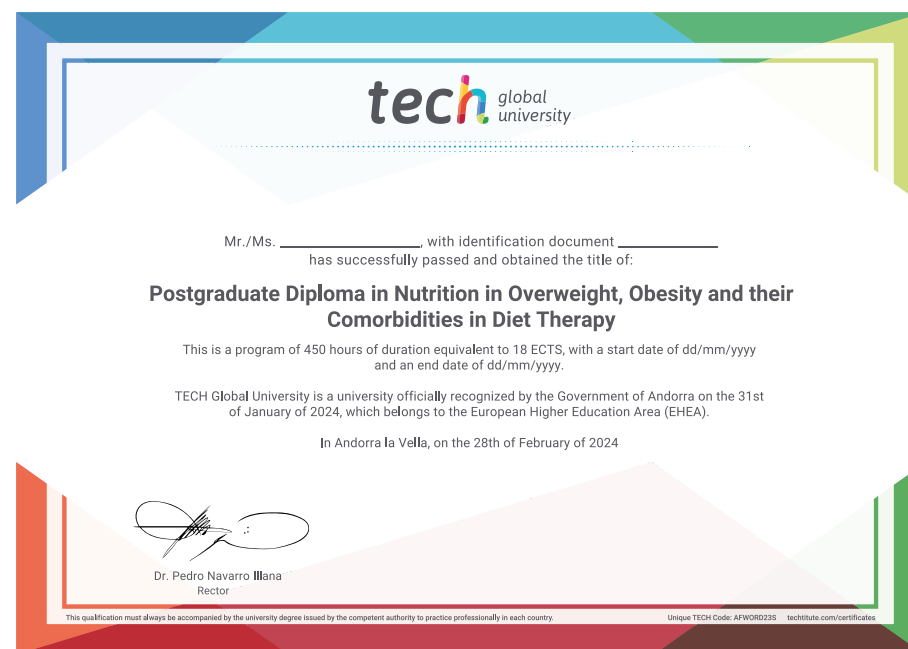 tech global
university
Mr./Ms. ____________________, with identification document ______________
has successfully passed and obtained the title of:
Postgraduate Diploma in Nutrition in Overweight, Obesity and their
Comorbidities in Diet Therapy
This is a program of 450 hours of duration equivalent to 18 ECTS, with a start date of dd/mm/yyyy
and an end date of dd/mm/yyyy.
TECH Global University is a university officially recognized by the Government of Andorra on the 31st
of January of 2024, which belongs to the European Higher Education Area (EHEA).
In Andorra la Vella, on the 28th of February of 2024
Dr. Pedro Navarro Illana
Rector
This qualification must always be accompanied by the university degree issued by the competent authority to practice professionally in each country.
Unique TECH Code: AFWORD23S techtitute.com/certificates